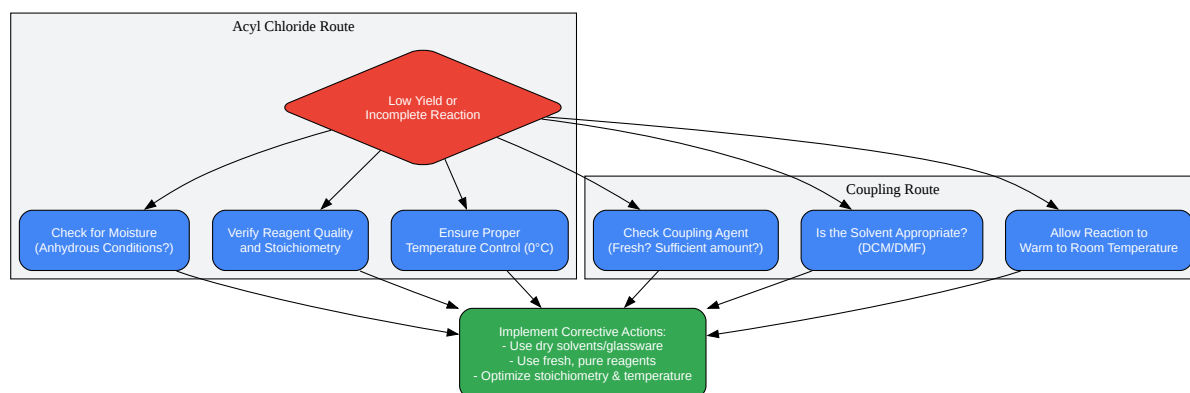 Acyl Chloride Route
Low Yield or
Incomplete Reaction
Coupling Route
Check for Moisture
(Anhydrous Conditions?)
Verify Reagent Quality
and Stoichiometry
Ensure Proper
Temperature Control (0°C)
Check Coupling Agent
(Fresh? Sufficient amount?)
Is the Solvent Appropriate?
(DCM/DMF)
Allow Reaction to
Warm to Room Temperature
Implement Corrective Actions:
- Use dry solvents/glassware
- Use fresh, pure reagents
- Optimize stoichiometry & temperature